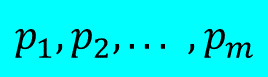 p₁, p₂, … , pₘ